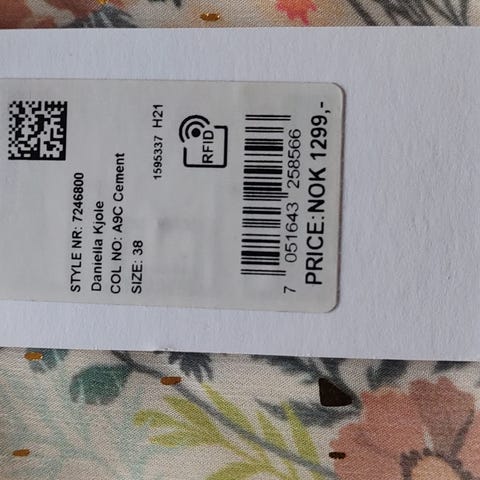 STYLE NR: 7246800
Daniella Kjole
COL NO: A9C Cement
SIZE: 38
1595337 H21
RFID
7 051643 258566
PRICE: NOK 1299,-